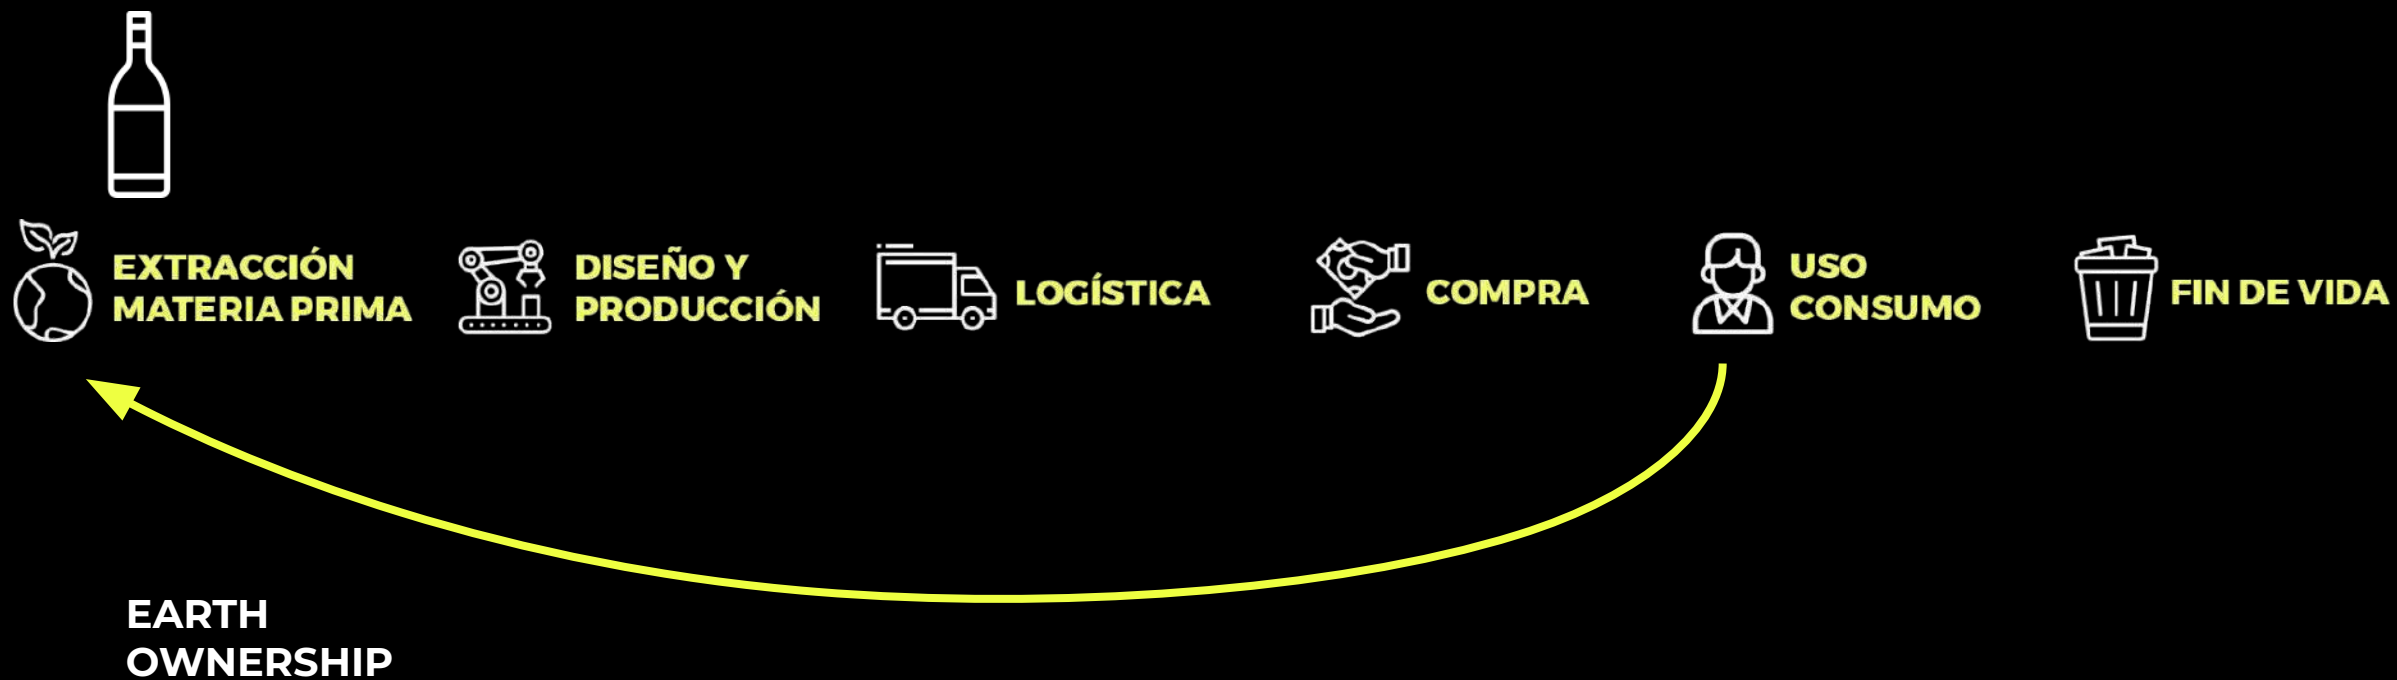 EXTRACCIÓN
MATERIA PRIMA
DISEÑO Y
PRODUCCIÓN
LOGÍSTICA
COMPRA
USO
CONSUMO
FIN DE VIDA
EARTH
OWNERSHIP